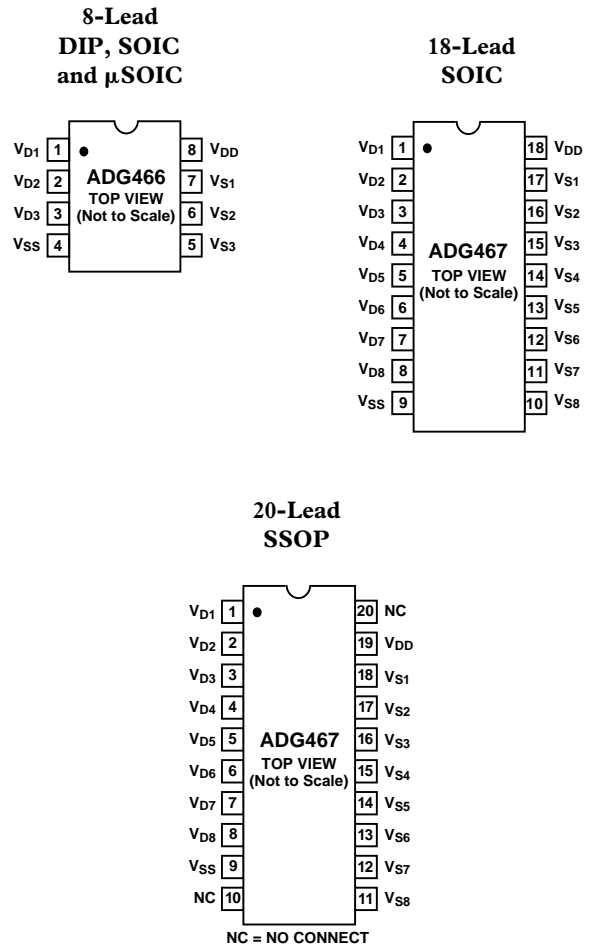 8-Lead
DIP, SOIC
and µSOIC
VD1 1 8 VDD
VD2 2 ADG466 7 VS1
TOP VIEW
VD3 3 (Not to Scale) 6 VS2
VSS 4 5 VS3
18-Lead
SOIC
VD1 1 18 VDD
VD2 2 17 VS1
VD3 3 16 VS2
VD4 4 ADG467 15 VS3
VD5 5 TOP VIEW 14 VS4
(Not to Scale)
VD6 6 13 VS5
VD7 7 12 VS6
VD8 8 11 VS7
VSS 9 10 VS8
20-Lead
SSOP
VD1 1 20 NC
VD2 2 19 VDD
VD3 3 18 VS1
VD4 4 17 VS2
VD5 5 ADG467 16 VS3
TOP VIEW
VD6 6 (Not to Scale) 15 VS4
VD7 7 14 VS5
VD8 8 13 VS6
VSS 9 12 VS7
NC 10 11 VS8
NC = NO CONNECT